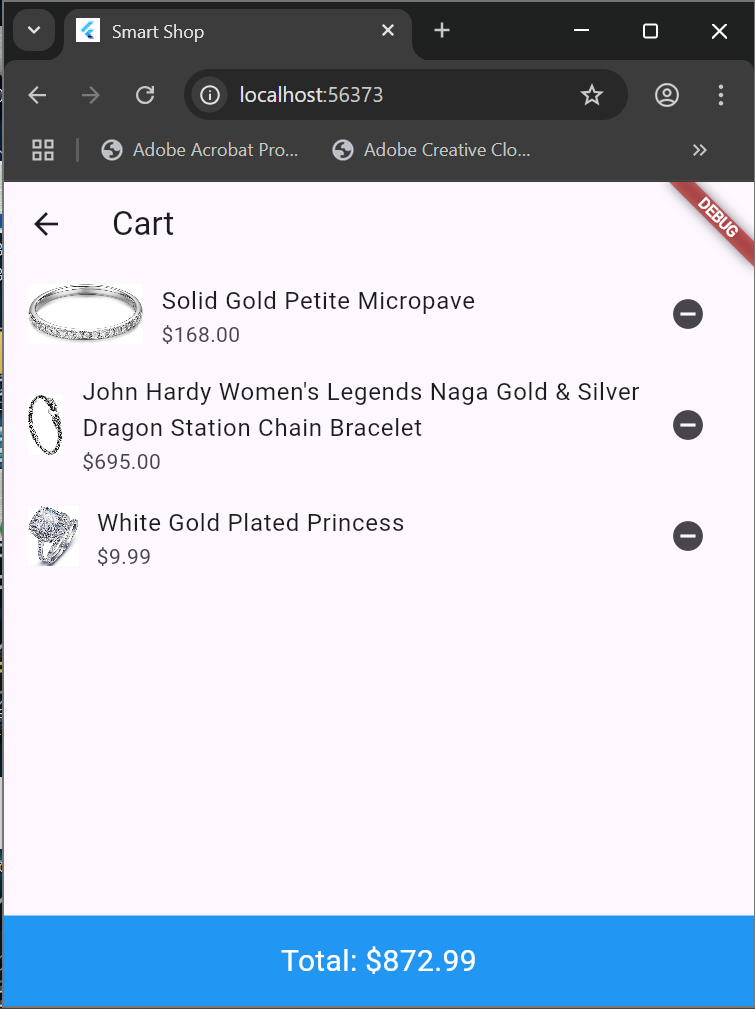 Smart Shop
localhost:56373
Adobe Acrobat Pro...
Adobe Creative Clo...
DEBUG
Cart
Solid Gold Petite Micropave
$168.00
John Hardy Women's Legends Naga Gold & Silver
Dragon Station Chain Bracelet
$695.00
White Gold Plated Princess
$9.99
Total: $872.99